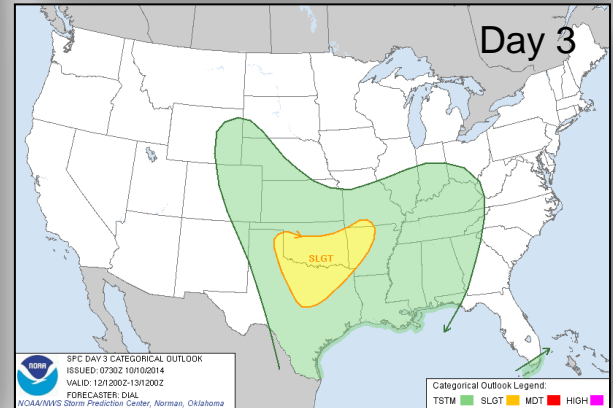 Day 3
SLGT
NOAA
SPC DAY 3 CATEGORICAL OUTLOOK
ISSUED: 0730Z 10/10/2014
VALID: 12/1200Z-13/1200Z
FORECASTER: DIAL
NOAA/NWS Storm Prediction Center, Norman, Oklahoma
Categorical Outlook Legend:
TSTM SLGT MDT HIGH